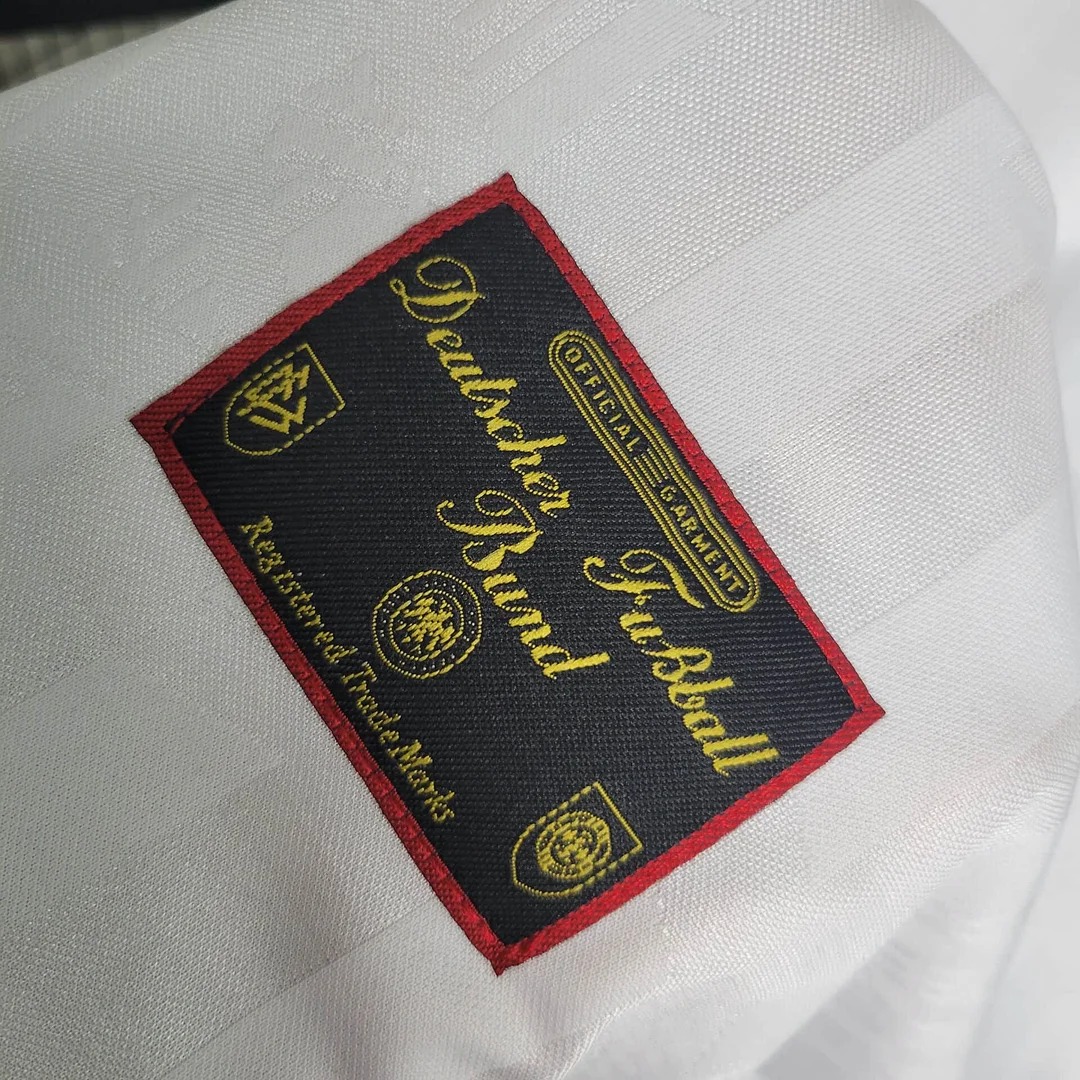 OFFICIAL GARMENT
Deutscher Fußball
Bund
Registered Trade Marks